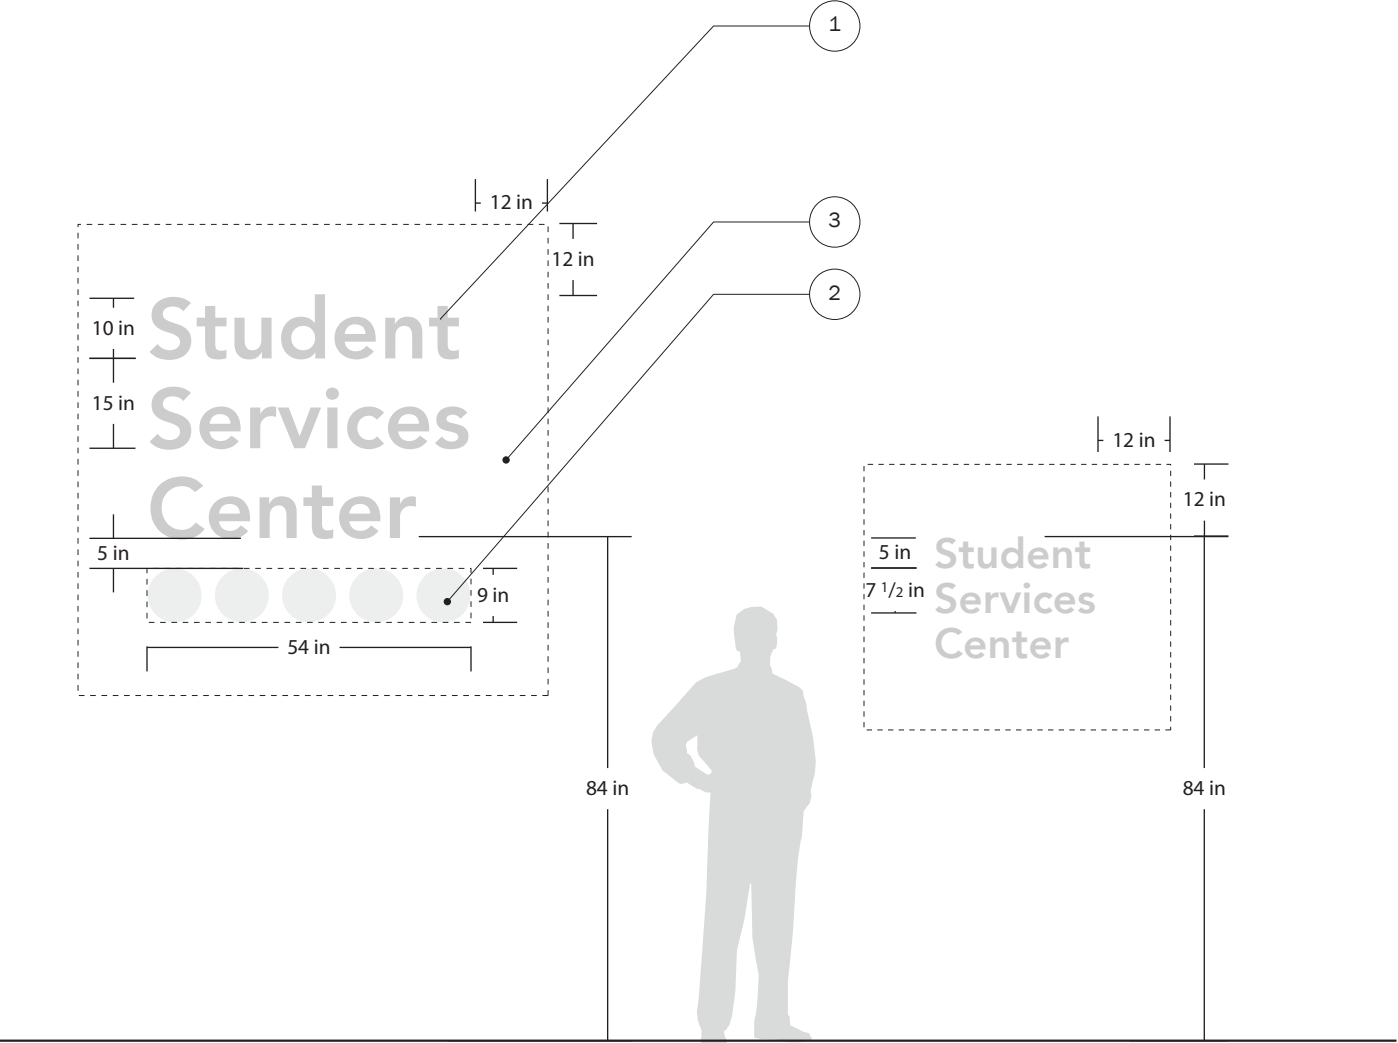 1
12 in
3
12 in
2
10 in
Student
15 in
Services
Center
5 in
9 in
54 in
84 in
12 in
12 in
5 in
Student
7 1/2 in
Services
Center
84 in